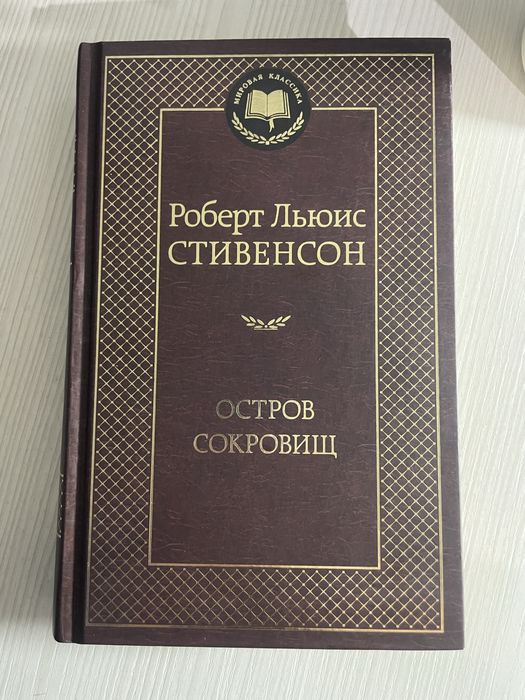 МИРОВАЯ КЛАССИКА
Роберт Льюис
СТИВЕНСОН
ОСТРОВ
СОКРОВИЩ